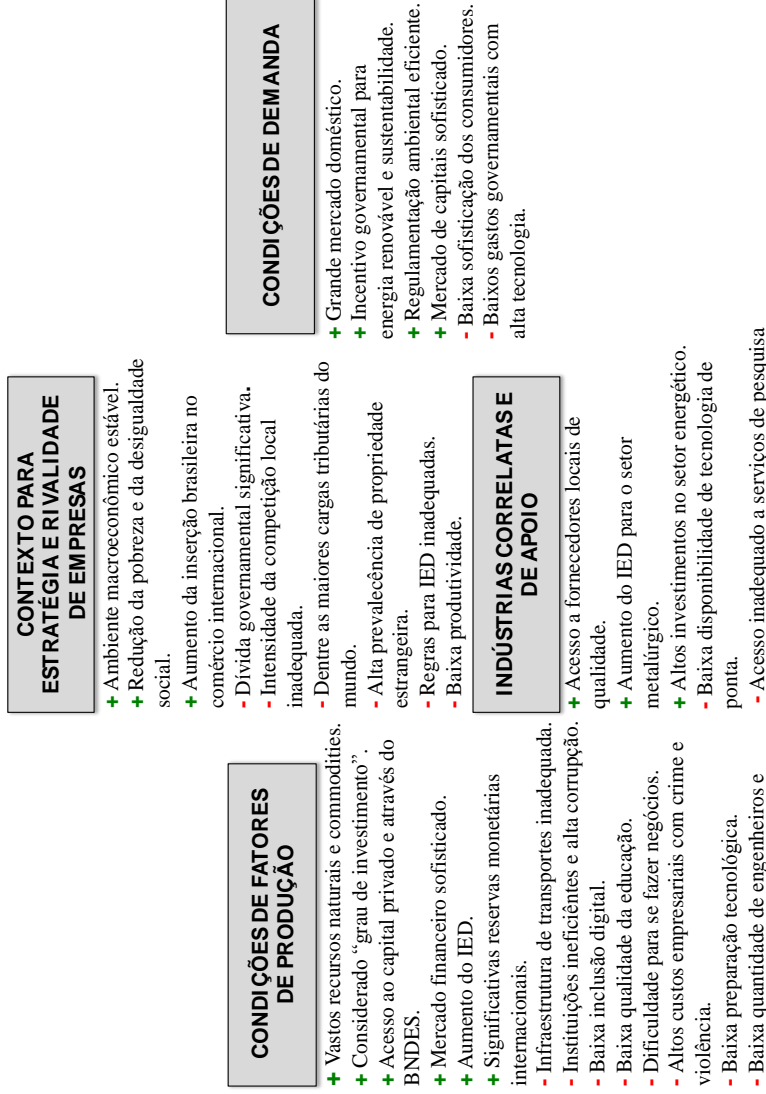 CONTEXTO PARA
ESTRATÉGIA E RIVALIDADE
DE EMPRESAS
+ Ambiente macroeconômico estável.
+ Redução da pobreza e da desigualdade
social.
+ Aumento da inserção brasileira no
comércio internacional.
- Dívida governamental significativa.
- Intensidade da competição local
inadequada.
- Dentre as maiores cargas tributárias do
mundo.
- Alta prevalecência de propriedade
estrangeira.
- Regras para IED inadequadas.
- Baixa produtividade.
CONDIÇÕES DE FATORES
DE PRODUÇÃO
+ Vastos recursos naturais e commodities.
+ Considerado “grau de investimento”.
+ Acesso ao capital privado e através do
BNDES.
+ Mercado financeiro sofisticado.
+ Aumento do IED.
+ Significativas reservas monetárias
internacionais.
- Infraestrutura de transportes inadequada.
- Instituições ineficiêntes e alta corrupção.
- Baixa inclusão digital.
- Baixa qualidade da educação.
- Dificuldade para se fazer negócios.
- Altos custos empresariais com crime e
violência.
- Baixa preparação tecnológica.
- Baixa quantidade de engenheiros e
CONDIÇÕES DE DEMANDA
+ Grande mercado doméstico.
+ Incentivo governamental para
energia renovável e sustentabilidade.
+ Regulamentação ambiental eficiente.
+ Mercado de capitais sofisticado.
- Baixa sofisticação dos consumidores.
- Baixos gastos governamentais com
alta tecnologia.
INDÚSTRIAS CORRELATAS E
DE APOIO
+ Acesso a fornecedores locais de
qualidade.
+ Aumento do IED para o setor
metalúrgico.
+ Altos investimentos no setor energético.
- Baixa disponibilidade de tecnologia de
ponta.
- Acesso inadequado a serviços de pesquisa